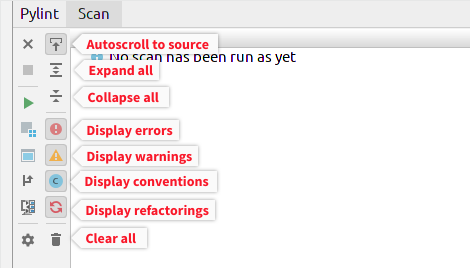 Pylint Scan
Autoscroll to source
No scan has been run as yet
Expand all
Collapse all
Display errors
Display warnings
C Display conventions
Display refactorings
Clear all